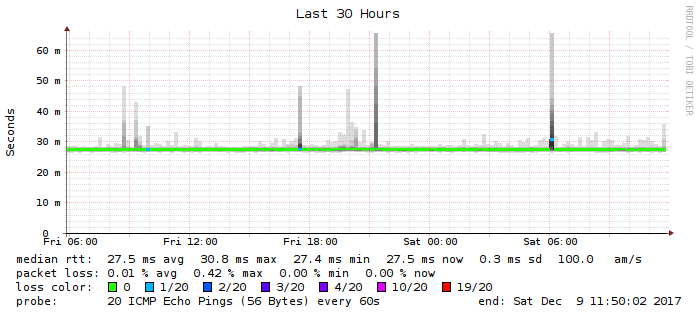 Last 30 Hours
RRDTOOL / TOBI OETIKER
Seconds
60 m
50 m
40 m
30 m
20 m
10 m
0
Fri 06:00 Fri 12:00 Fri 18:00 Sat 00:00 Sat 06:00
median rtt: 27.5 ms avg 30.8 ms max 27.4 ms min 27.5 ms now 0.3 ms sd 100.0 am/s
packet loss: 0.01 % avg 0.42 % max 0.00 % min 0.00 % now
loss color: 0 1/20 2/20 3/20 4/20 10/20 19/20
probe: 20 ICMP Echo Pings (56 Bytes) every 60s end: Sat Dec 9 11:50:02 2017